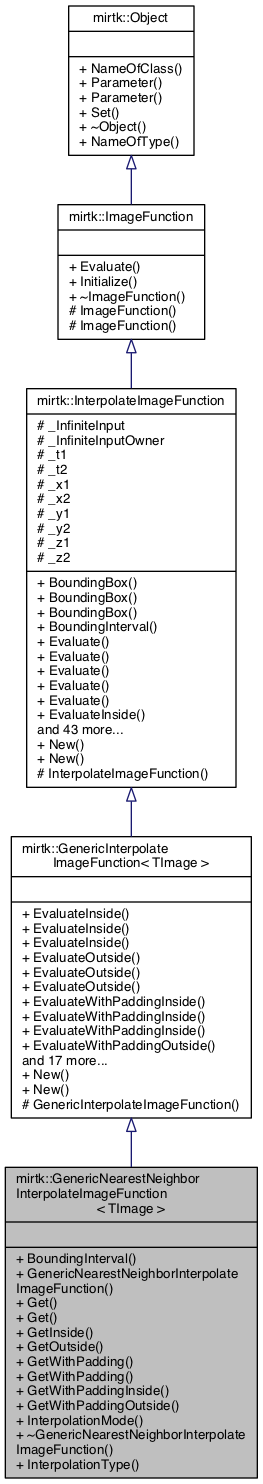 mirtk::Object
+ NameOfClass()
+ Parameter()
+ Parameter()
+ Set()
+ ~Object()
+ NameOfType()
mirtk::ImageFunction
+ Evaluate()
+ Initialize()
+ ~ImageFunction()
# ImageFunction()
# ImageFunction()
mirtk::InterpolateImageFunction
# _InfiniteInput
# _InfiniteInputOwner
# _t1
# _t2
# _x1
# _x2
# _y1
# _y2
# _z1
# _z2
+ BoundingBox()
+ BoundingBox()
+ BoundingBox()
+ BoundingInterval()
+ Evaluate()
+ Evaluate()
+ Evaluate()
+ Evaluate()
+ Evaluate()
+ EvaluateInside()
and 43 more...
+ New()
+ New()
# InterpolateImageFunction()
mirtk::GenericInterpolate
ImageFunction< TImage >
+ EvaluateInside()
+ EvaluateInside()
+ EvaluateInside()
+ EvaluateOutside()
+ EvaluateOutside()
+ EvaluateOutside()
+ EvaluateWithPaddingInside()
+ EvaluateWithPaddingInside()
+ EvaluateWithPaddingInside()
+ EvaluateWithPaddingOutside()
and 17 more...
+ New()
+ New()
# GenericInterpolateImageFunction()
mirtk::GenericNearestNeighbor
InterpolateImageFunction
< TImage >
+ BoundingInterval()
+ GenericNearestNeighborInterpolate
ImageFunction()
+ Get()
+ Get()
+ GetInside()
+ GetOutside()
+ GetWithPadding()
+ GetWithPadding()
+ GetWithPaddingInside()
+ GetWithPaddingOutside()
+ InterpolationMode()
+ ~GenericNearestNeighborInterpolate
ImageFunction()
+ InterpolationType()